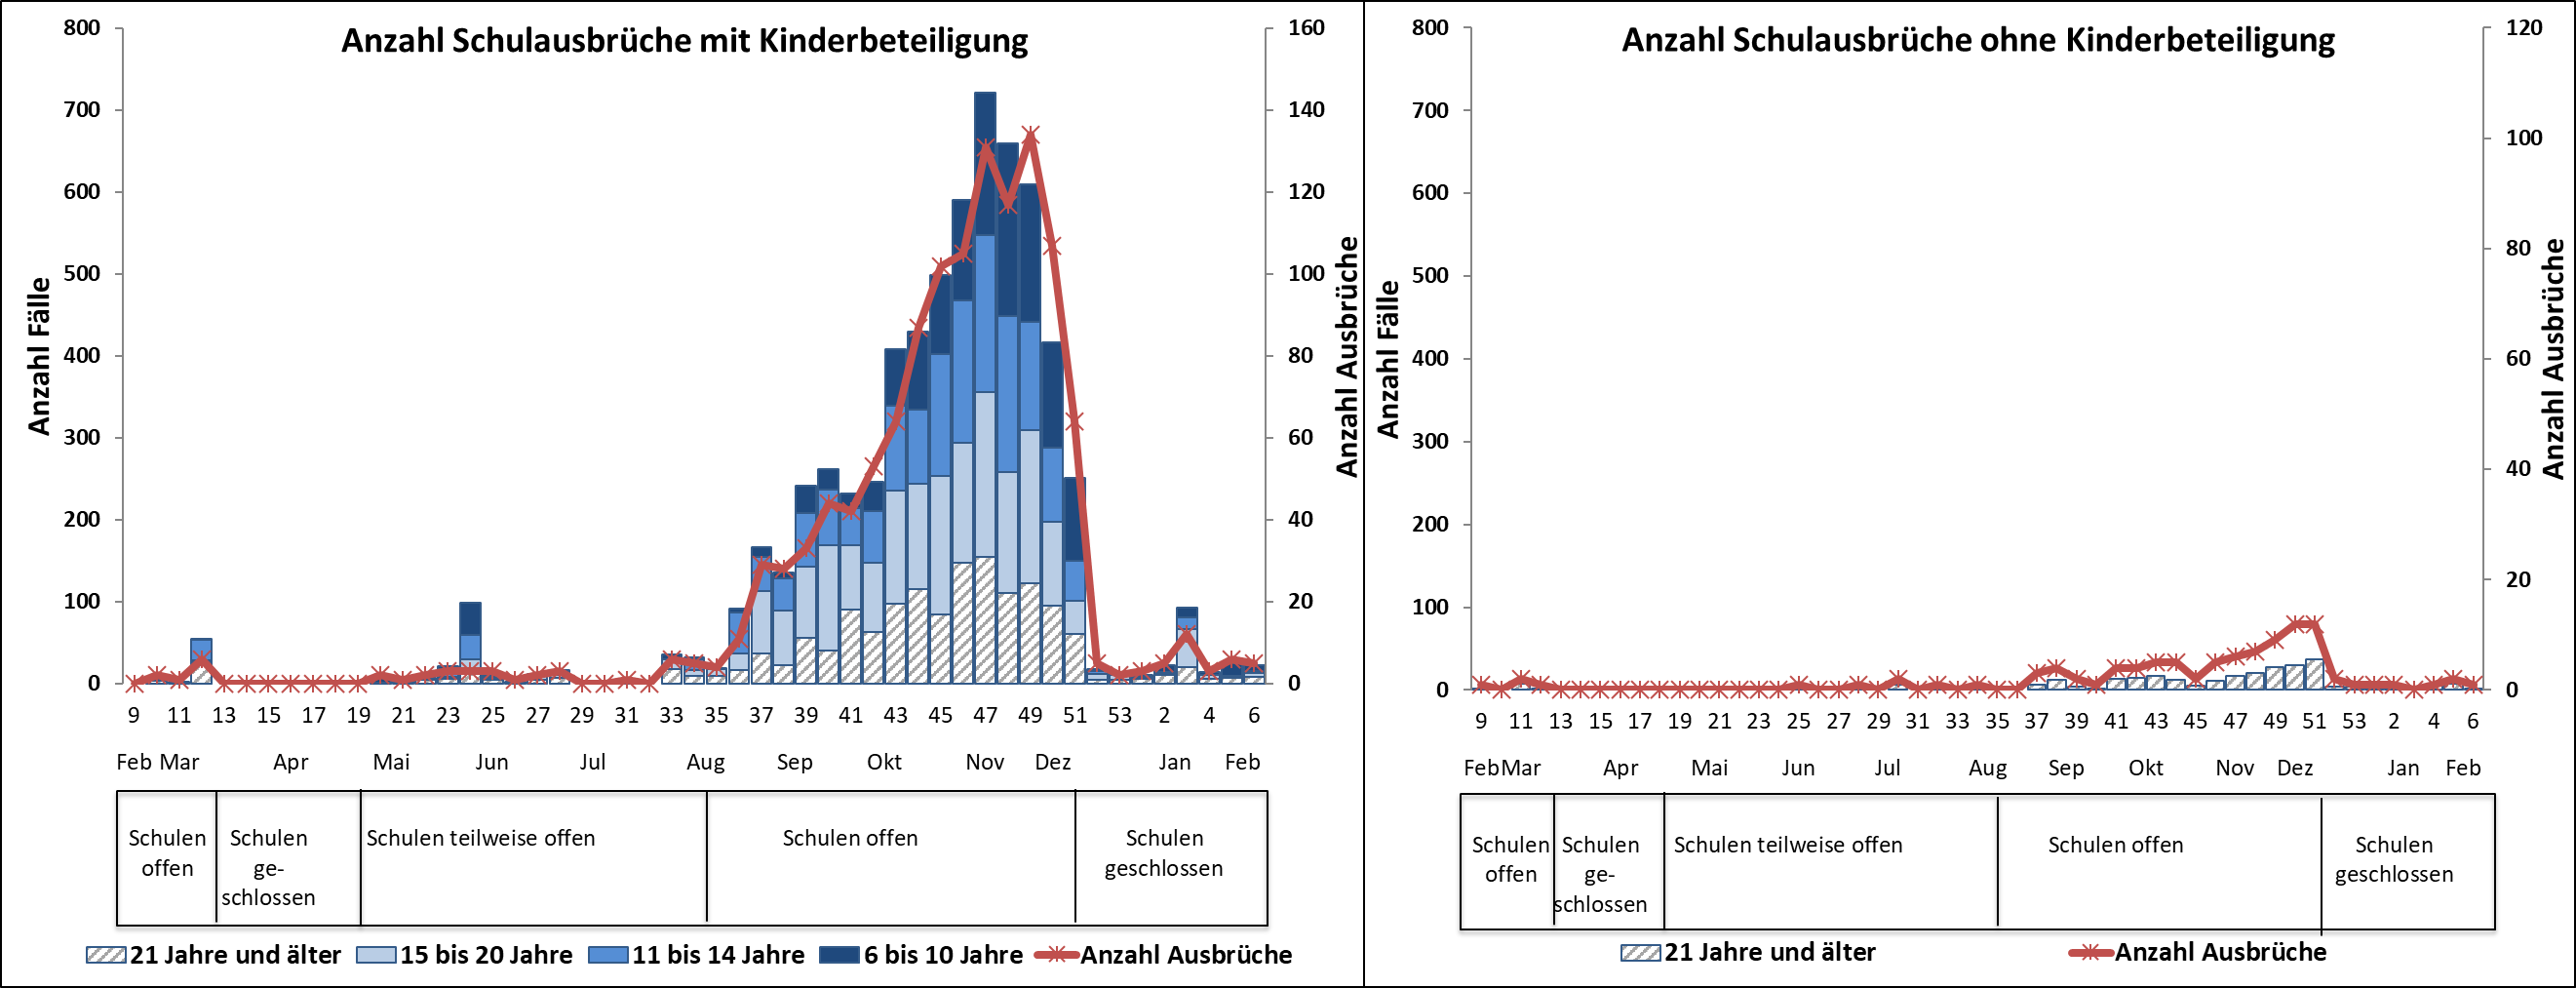 Anzahl Schulausbrüche mit Kinderbeteiligung
800
700
600
500
400
300
200
100
0
Anzahl Fälle
160
140
120
100
80
60
40
20
0
Anzahl Ausbrüche
9 11 13 15 17 19 21 23 25 27 29 31 33 35 37 39 41 43 45 47 49 51 53 2 4 6
Feb Mar Apr Mai Jun Jul Aug Sep Okt Nov Dez Jan Feb
Schulen
offen
Schulen
ge-
schlossen
Schulen teilweise offen
Schulen offen
Schulen
geschlossen
21 Jahre und älter 15 bis 20 Jahre 11 bis 14 Jahre 6 bis 10 Jahre Anzahl Ausbrüche
Anzahl Schulausbrüche ohne Kinderbeteiligung
800
700
600
500
400
300
200
100
0
Anzahl Fälle
120
100
80
60
40
20
0
Anzahl Ausbrüche
9 11 13 15 17 19 21 23 25 27 29 31 33 35 37 39 41 43 45 47 49 51 53 2 4 6
Feb Mar Apr Mai Jun Jul Aug Sep Okt Nov Dez Jan Feb
Schulen
offen
Schulen
ge-
schlossen
Schulen teilweise offen
Schulen offen
Schulen
geschlossen
21 Jahre und älter Anzahl Ausbrüche